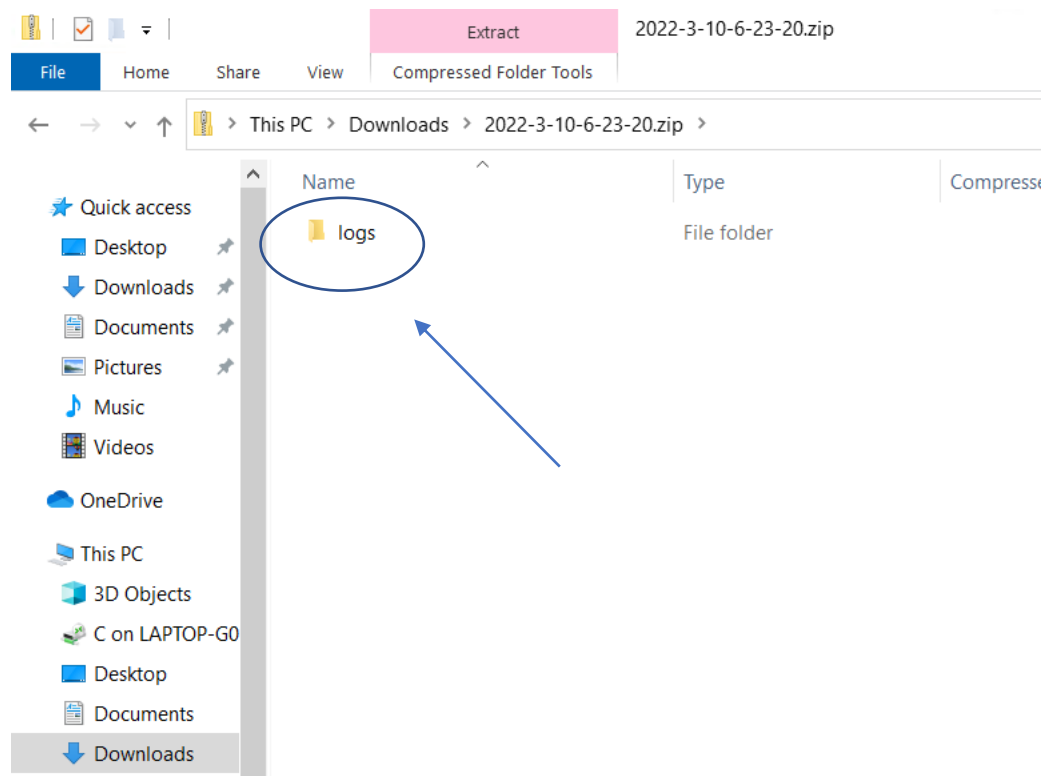 Extract
2022-3-10-6-23-20.zip
File Home Share View Compressed Folder Tools
This PC > Downloads > 2022-3-10-6-23-20.zip >
Name Type Compresse
Quick access
logs File folder
Desktop
Downloads
Documents
Pictures
Music
Videos
OneDrive
This PC
3D Objects
C on LAPTOP-G0
Desktop
Documents
Downloads